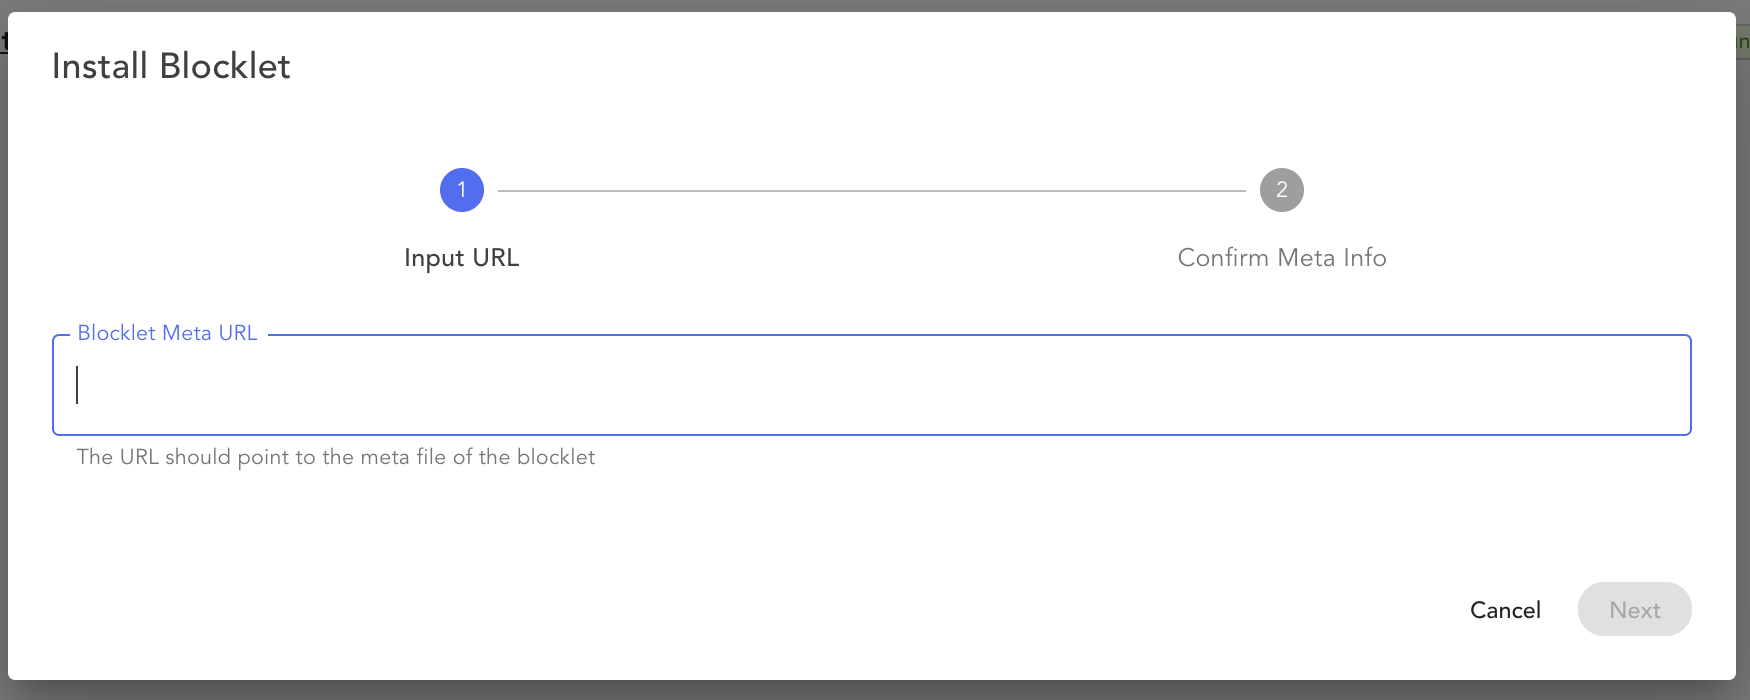 Install Blocklet
1
2
Input URL
Confirm Meta Info
Blocklet Meta URL
The URL should point to the meta file of the blocklet
Cancel
Next